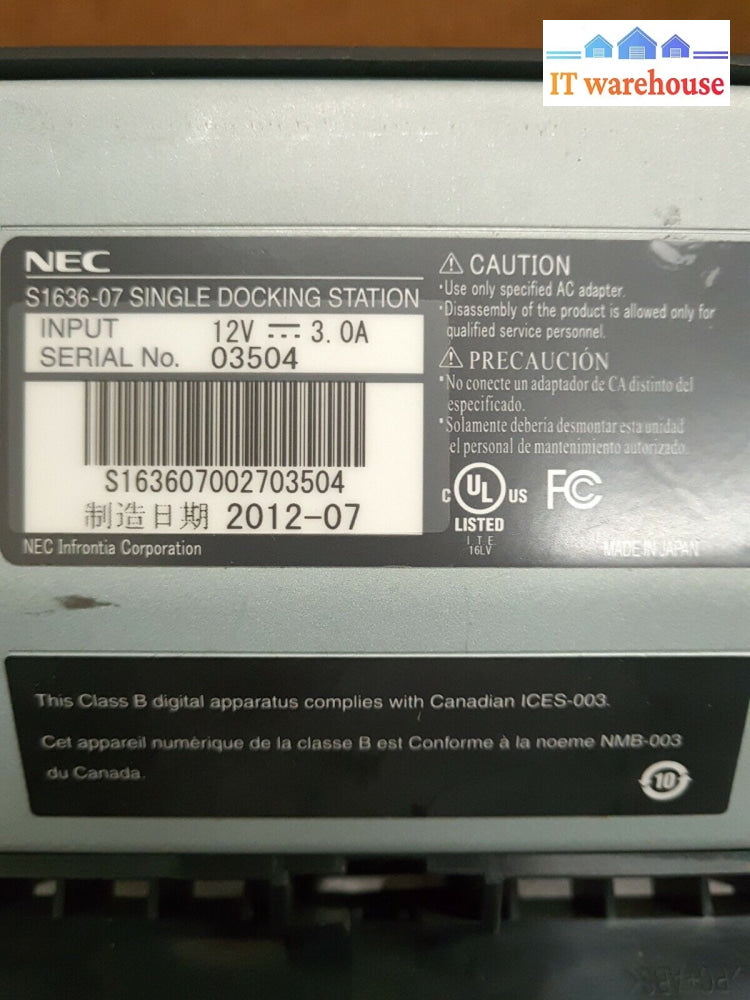 IT warehouse
NEC
S1636-07 SINGLE DOCKING STATION
INPUT 12V ⎓ 3.0A
SERIAL No. 03504
S163607002703504
制造日期 2012-07
NEC Infrontia Corporation
⚠ CAUTION
･Use only specified AC adapter.
･Disassembly of the product is allowed only for
qualified service personnel.
⚠ PRECAUCIÓN
･No conecte un adaptador de CA distinto del
especificado.
･Solamente debería desmontar esta unidad
el personal de mantenimiento autorizado.
C UL US FC
LISTED
I.T.E.
16LV
MADE IN JAPAN
This Class B digital apparatus complies with Canadian ICES-003.
Cet appareil numérique de la classe B est Conforme à la noeme NMB-003
du Canada.
10